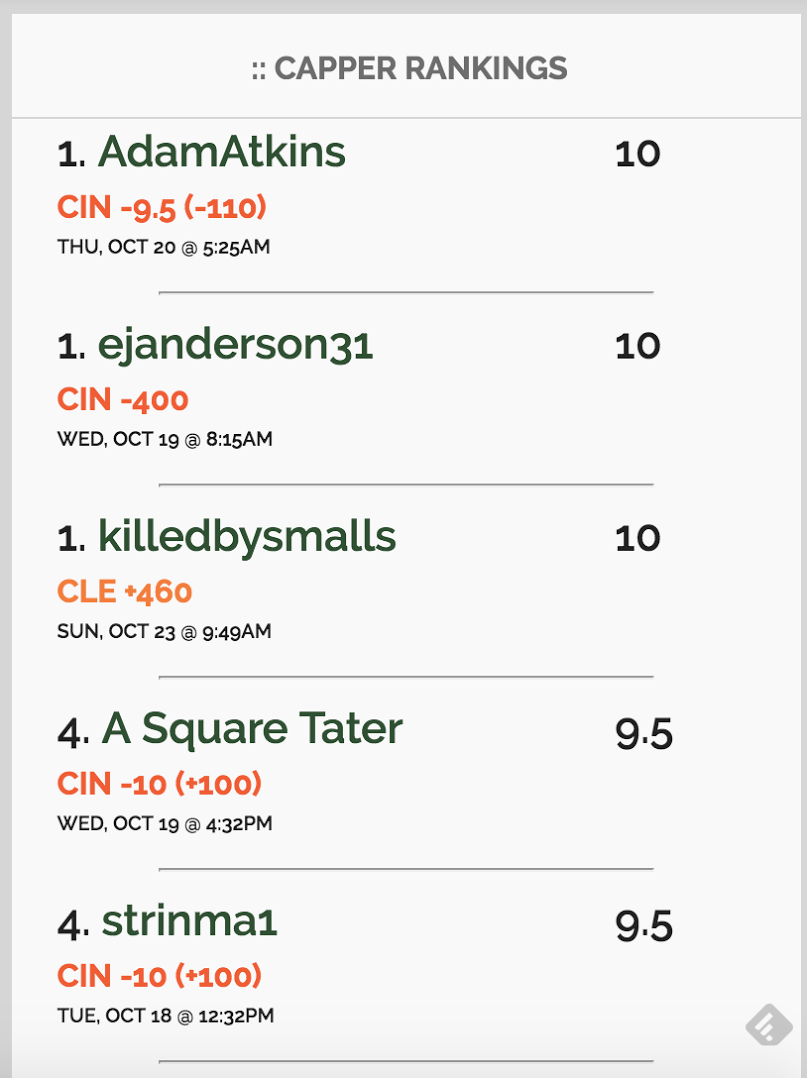 :: CAPPER RANKINGS
1. AdamAtkins 10
CIN -9.5 (-110)
THU, OCT 20 @ 5:25AM
1. ejanderson31 10
CIN -400
WED, OCT 19 @ 8:15AM
1. killedbysmalls 10
CLE +460
SUN, OCT 23 @ 9:49AM
4. A Square Tater 9.5
CIN -10 (+100)
WED, OCT 19 @ 4:32PM
4. strinma1 9.5
CIN -10 (+100)
TUE, OCT 18 @ 12:32PM